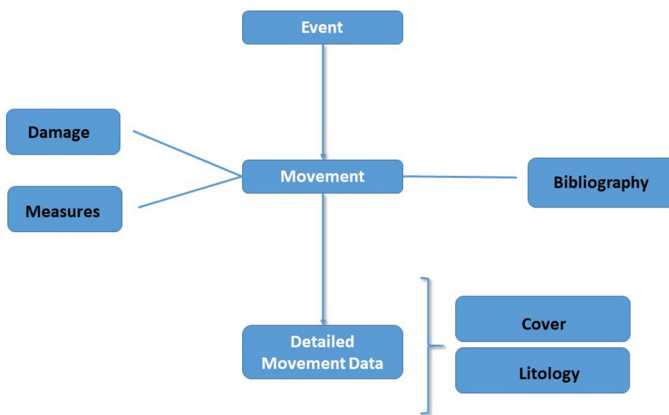 Event
Damage
Movement
Bibliography
Measures
Detailed
Movement Data
Cover
Litology